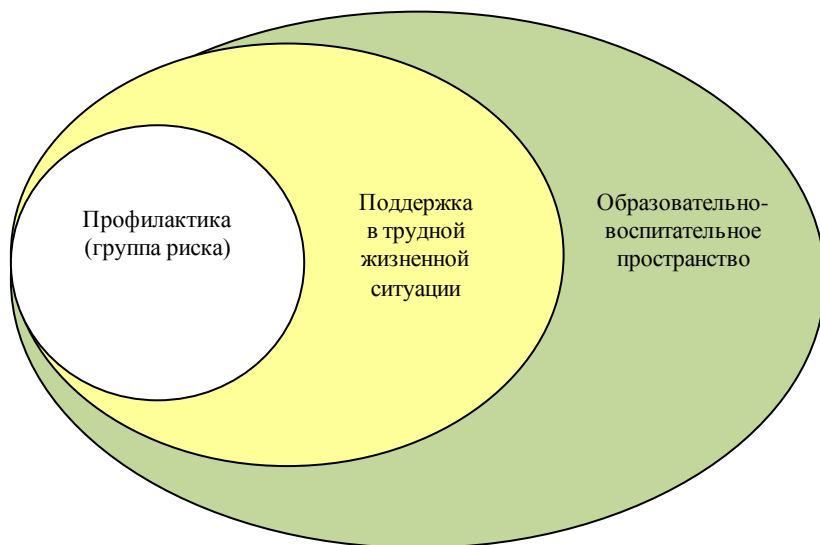 Профилактика
(группа риска)
Поддержка
в трудной
жизненной
ситуации
Образовательно-
воспитательное
пространство